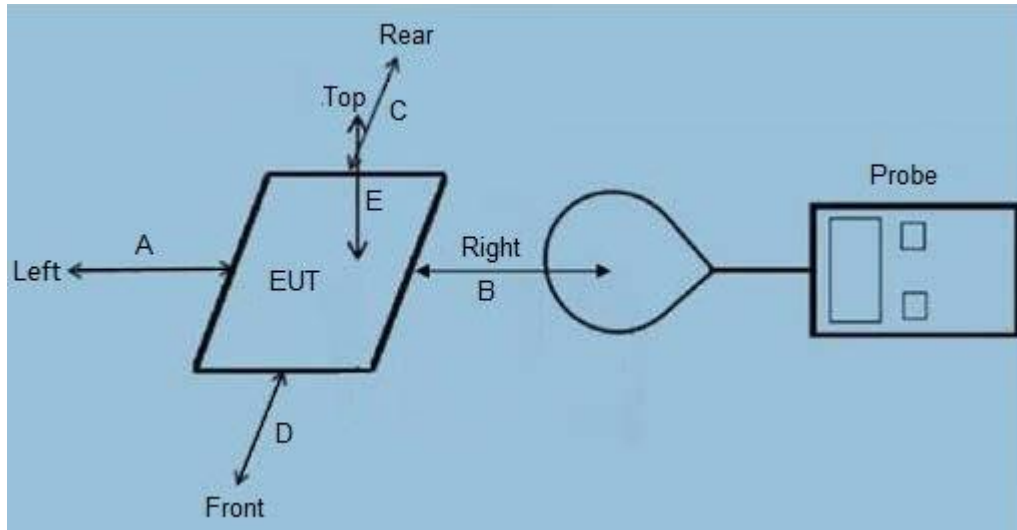 Rear
.Top
C
Probe
E
A
Right
Left
EUT
B
D
Front